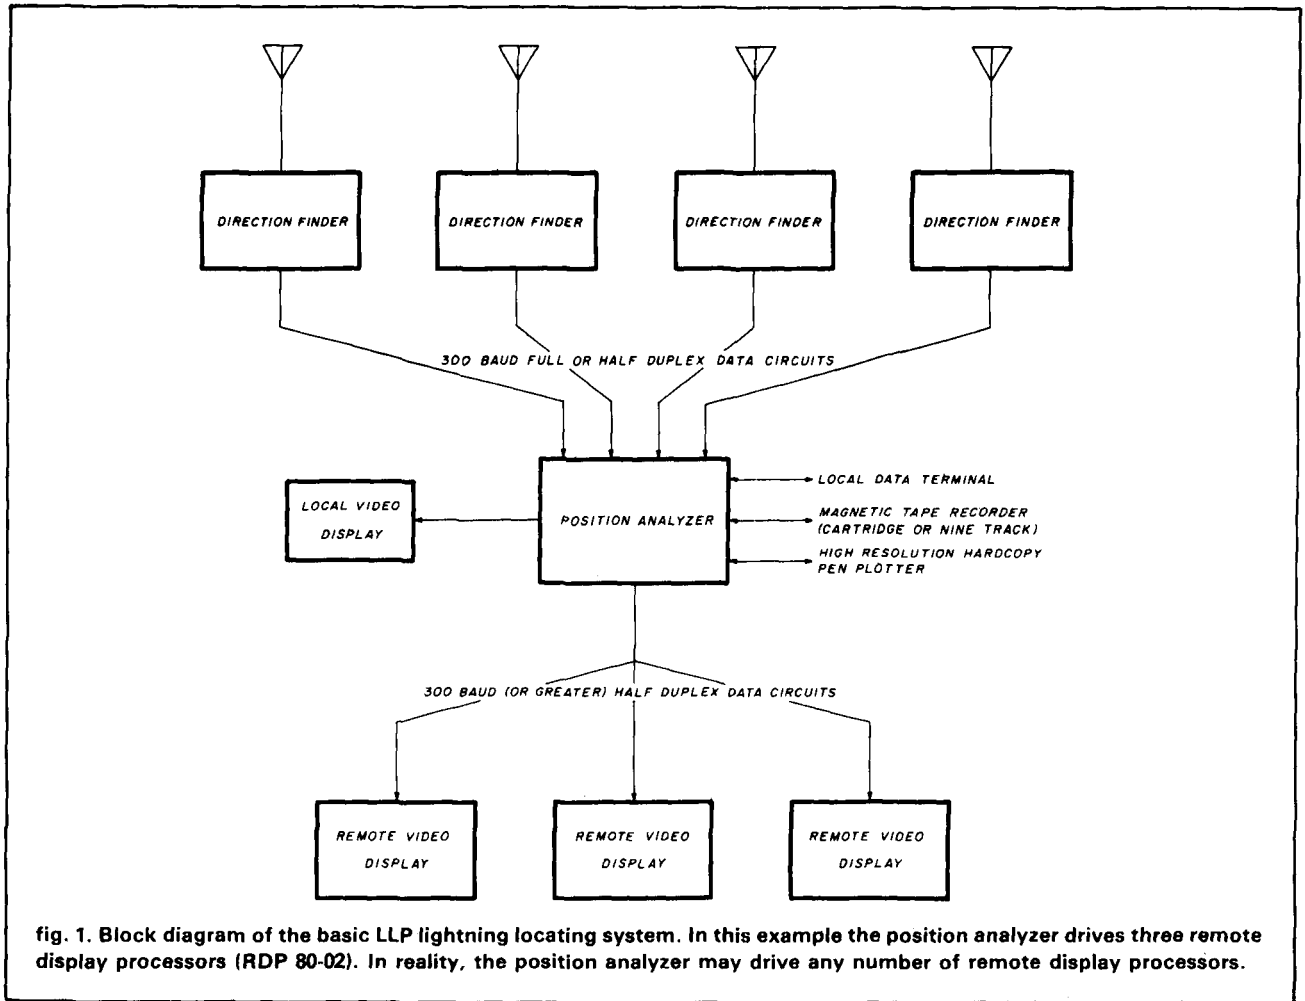 DIRECTION FINDER
DIRECTION FINDER
DIRECTION FINDER
DIRECTION FINDER
300 BAUD FULL OR HALF DUPLEX DATA CIRCUITS
LOCAL VIDEO
DISPLAY
POSITION ANALYZER
LOCAL DATA TERMINAL
MAGNETIC TAPE RECORDER
(CARTRIDGE OR NINE TRACK)
HIGH RESOLUTION HARDCOPY
PEN PLOTTER
300 BAUD (OR GREATER) HALF DUPLEX DATA CIRCUITS
REMOTE VIDEO
DISPLAY
REMOTE VIDEO
DISPLAY
REMOTE VIDEO
DISPLAY
fig. 1. Block diagram of the basic LLP lightning locating system. In this example the position analyzer drives three remote
display processors (RDP 80-02). In reality, the position analyzer may drive any number of remote display processors.